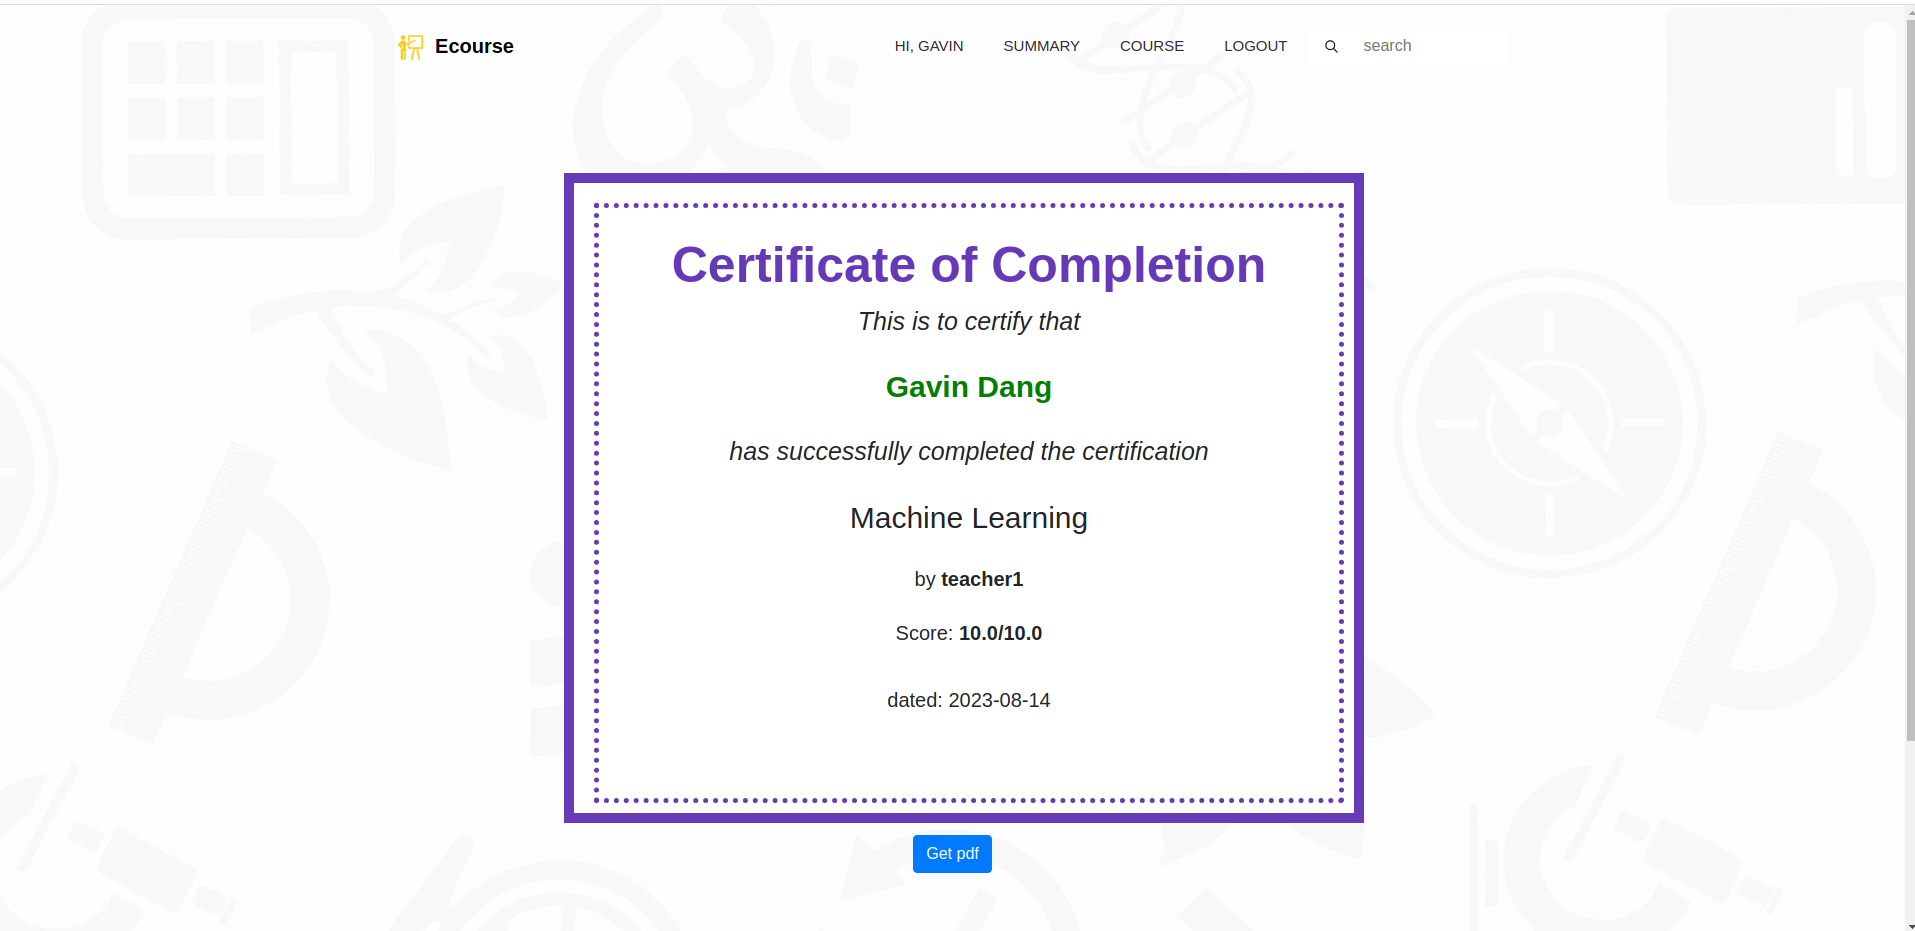 Ecourse
HI, GAVIN SUMMARY COURSE LOGOUT search
Certificate of Completion
This is to certify that
Gavin Dang
has successfully completed the certification
Machine Learning
by teacher1
Score: 10.0/10.0
dated: 2023-08-14
Get pdf